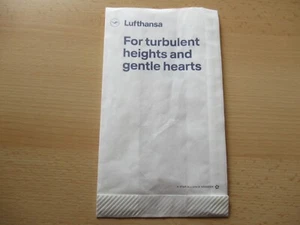 Lufthansa
For turbulent
heights and
gentle hearts